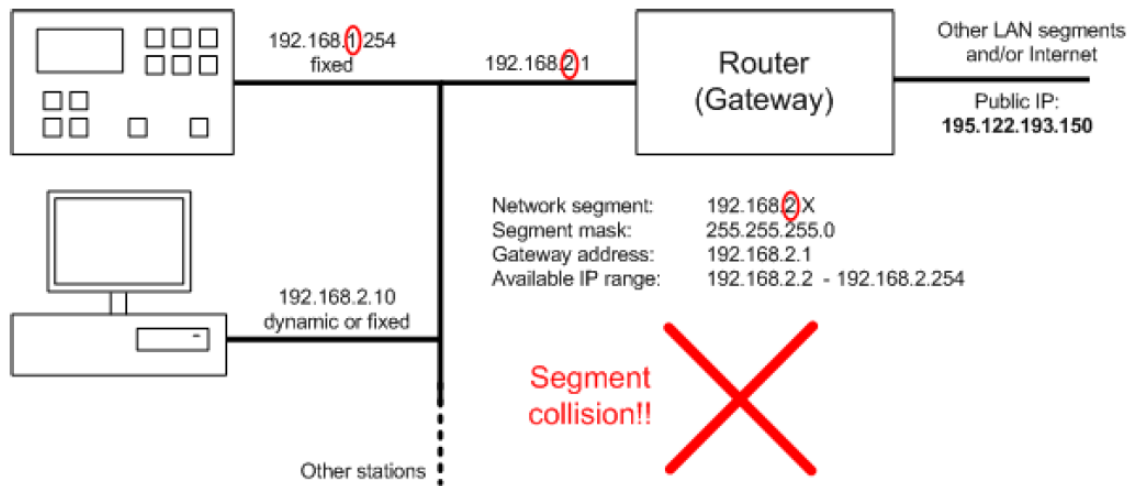 192.168.1.254
fixed
192.168.2.1
Router
(Gateway)
Other LAN segments
and/or Internet
Public IP:
195.122.193.150
Network segment: 192.168.2.X
Segment mask: 255.255.255.0
Gateway address: 192.168.2.1
Available IP range: 192.168.2.2 - 192.168.2.254
192.168.2.10
dynamic or fixed
Segment
collision!!
Other stations